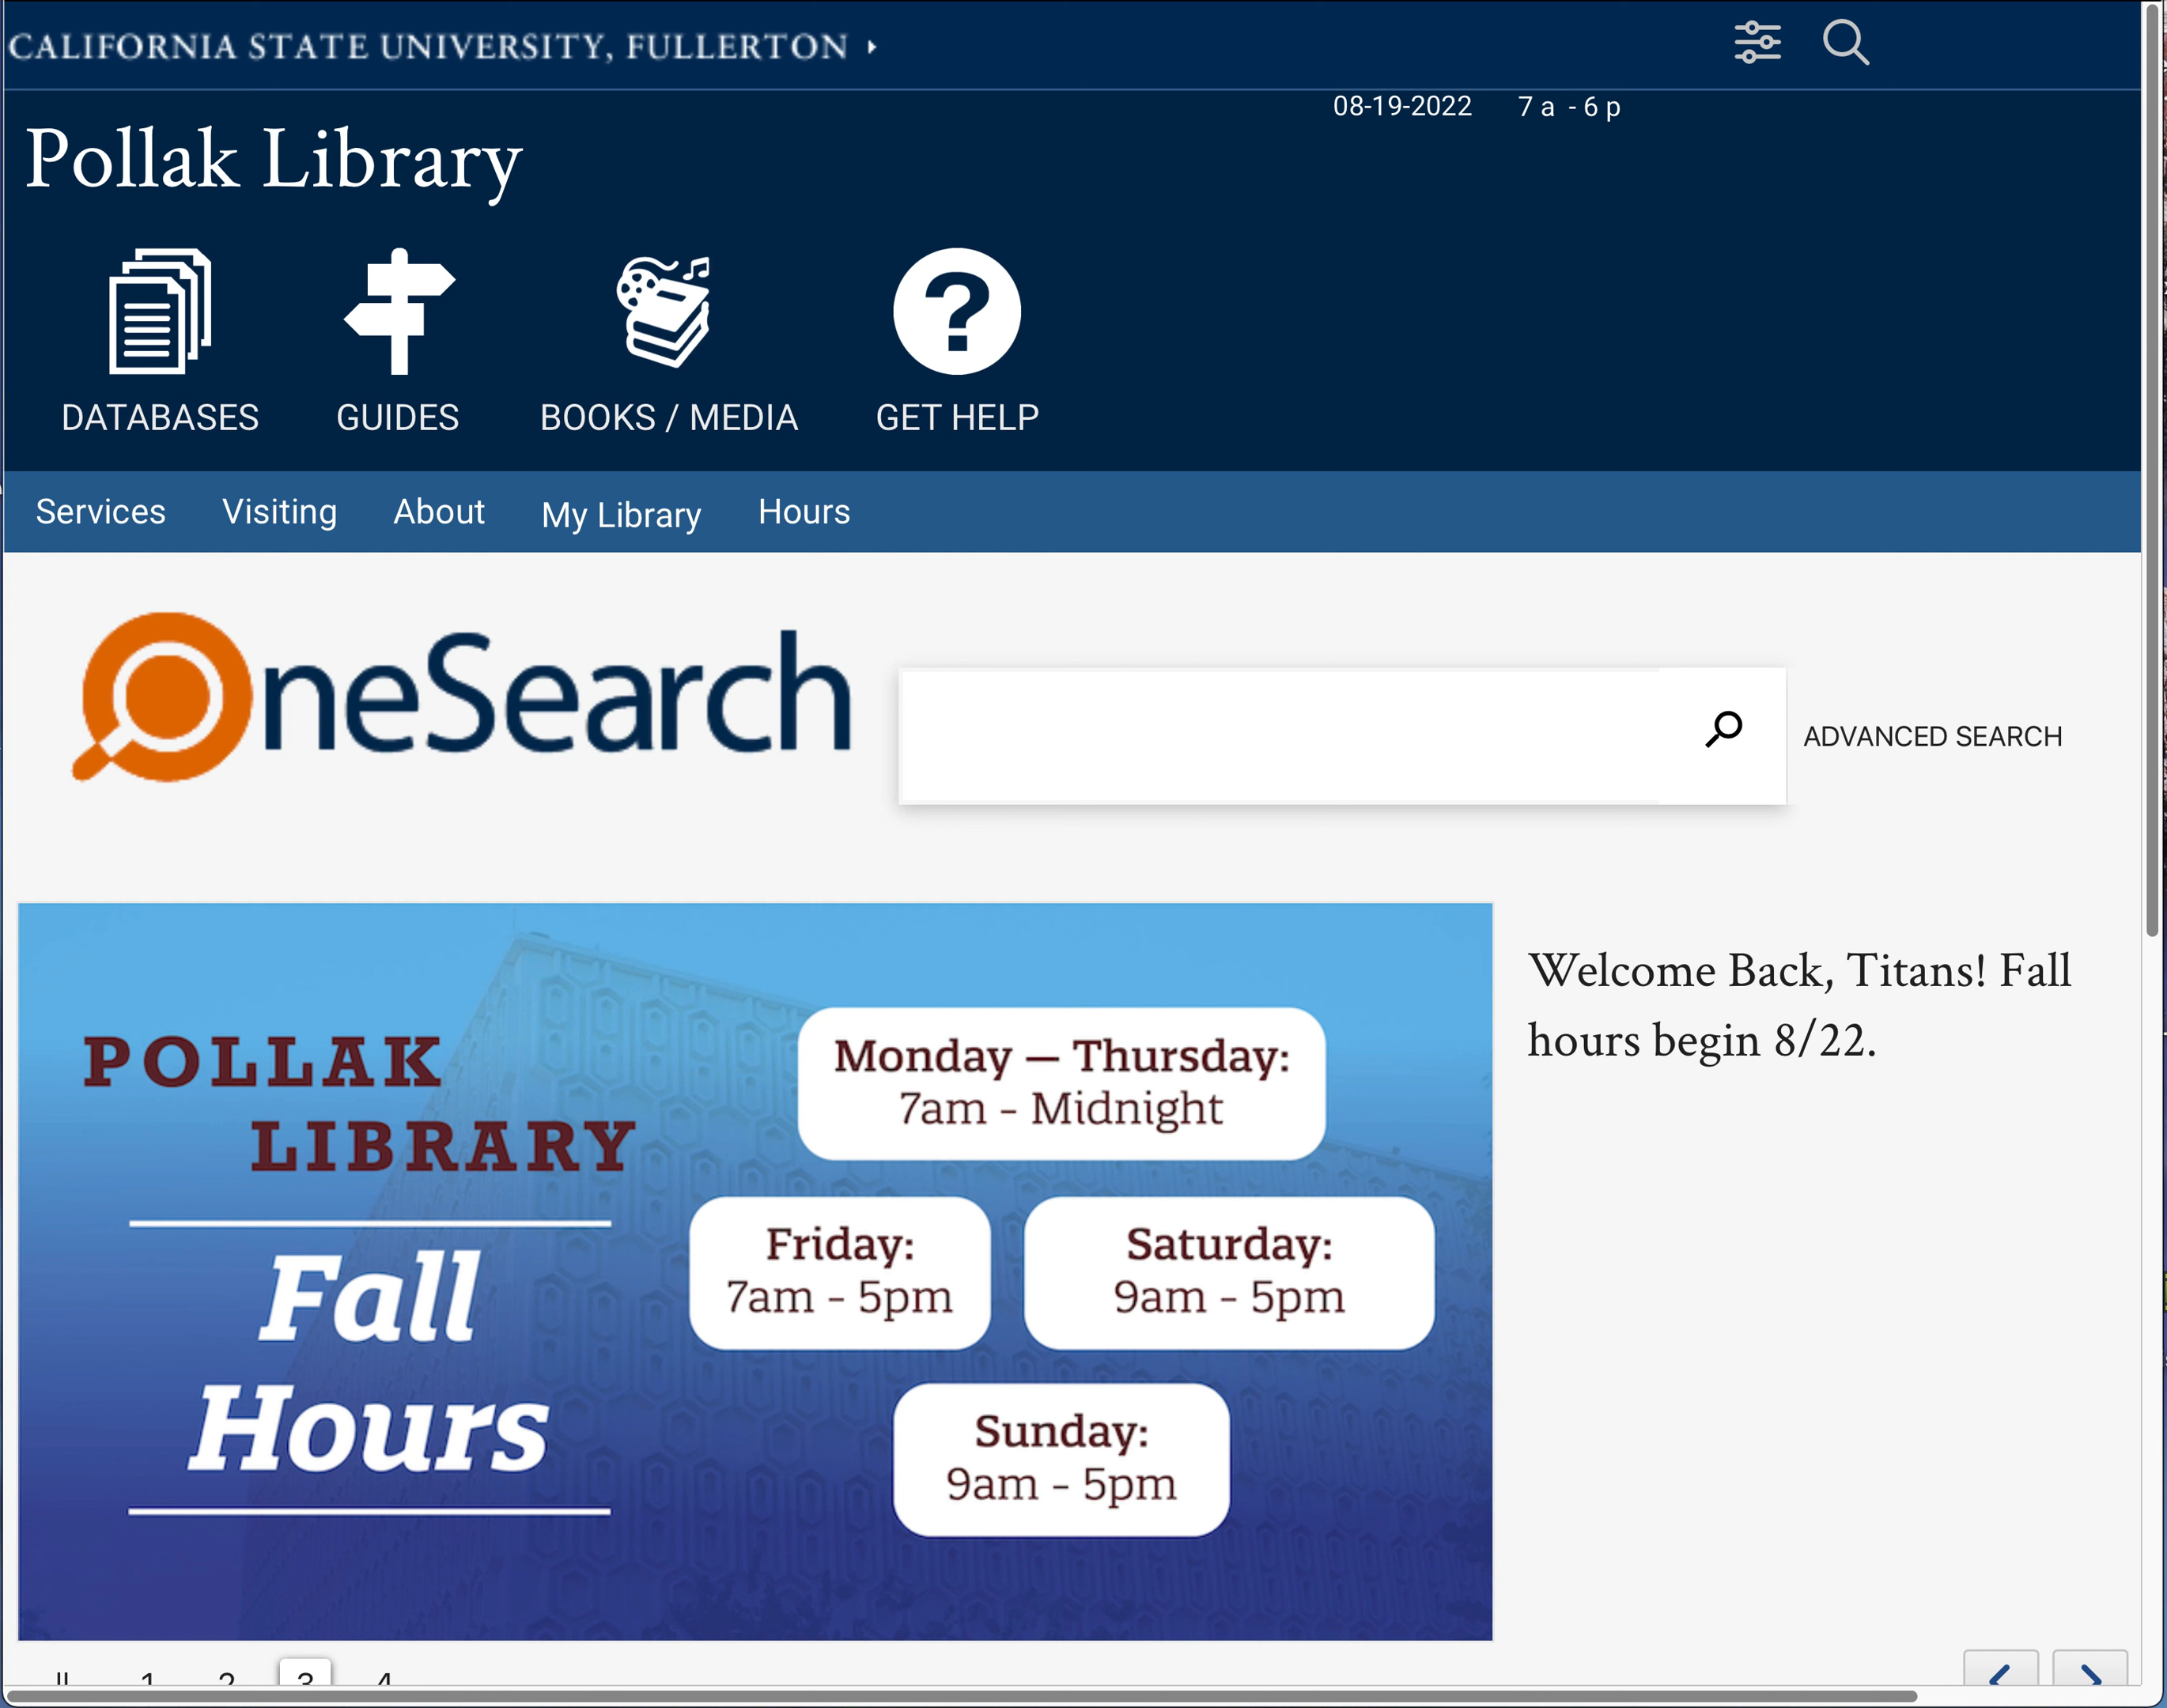 CALIFORNIA STATE UNIVERSITY, FULLERTON
08-19-2022 7 a - 6 p
Pollak Library
DATABASES GUIDES BOOKS / MEDIA GET HELP
Services Visiting About My Library Hours
OneSearch
ADVANCED SEARCH
POLLAK
LIBRARY
Fall
Hours
Monday — Thursday:
7am - Midnight
Friday:
7am - 5pm
Saturday:
9am - 5pm
Sunday:
9am - 5pm
Welcome Back, Titans! Fall
hours begin 8/22.
1 2 3 4